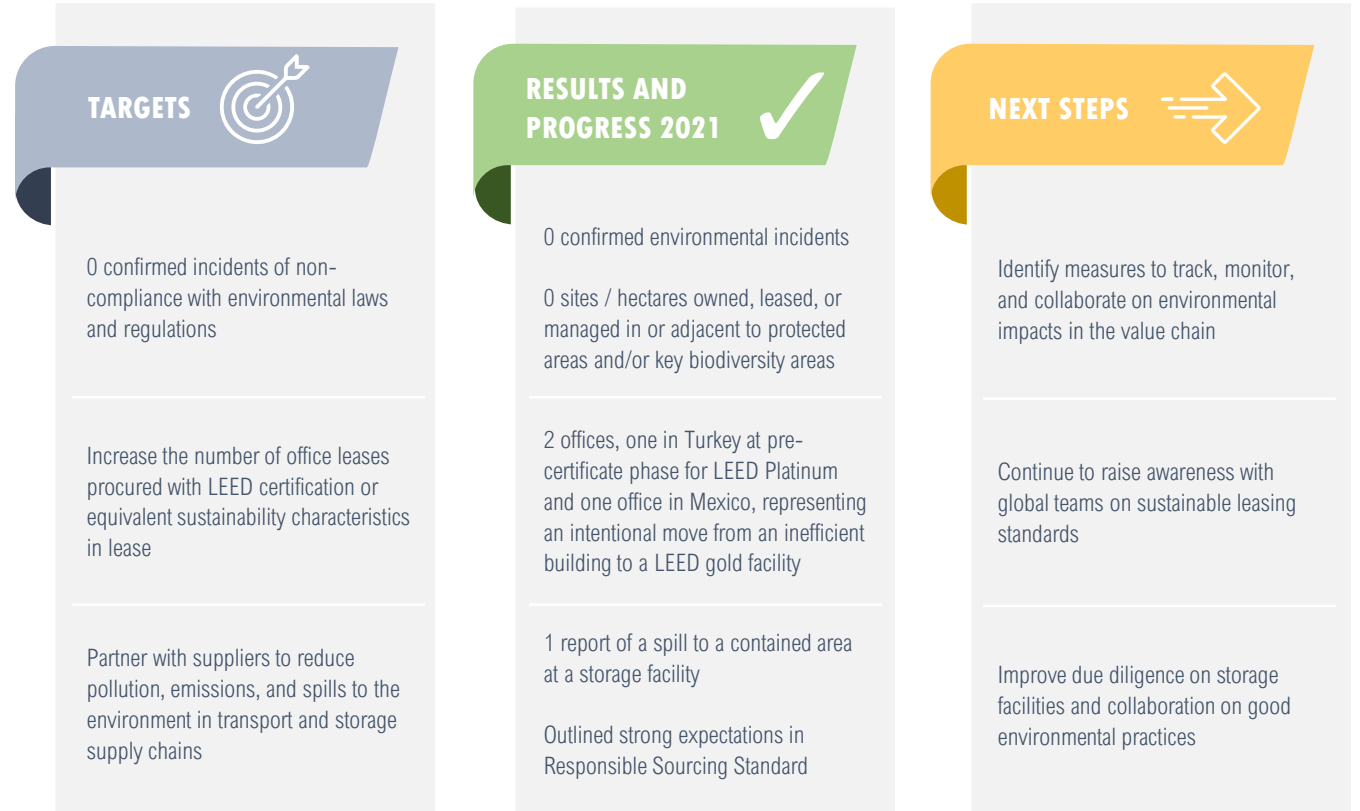 TARGETS
0 confirmed incidents of non-
compliance with environmental laws
and regulations
Increase the number of office leases
procured with LEED certification or
equivalent sustainability characteristics
in lease
Partner with suppliers to reduce
pollution, emissions, and spills to the
environment in transport and storage
supply chains
RESULTS AND
PROGRESS 2021
0 confirmed environmental incidents
0 sites / hectares owned, leased, or
managed in or adjacent to protected
areas and/or key biodiversity areas
2 offices, one in Turkey at pre-
certificate phase for LEED Platinum
and one office in Mexico, representing
an intentional move from an inefficient
building to a LEED gold facility
1 report of a spill to a contained area
at a storage facility
Outlined strong expectations in
Responsible Sourcing Standard
NEXT STEPS
Identify measures to track, monitor,
and collaborate on environmental
impacts in the value chain
Continue to raise awareness with
global teams on sustainable leasing
standards
Improve due diligence on storage
facilities and collaboration on good
environmental practices